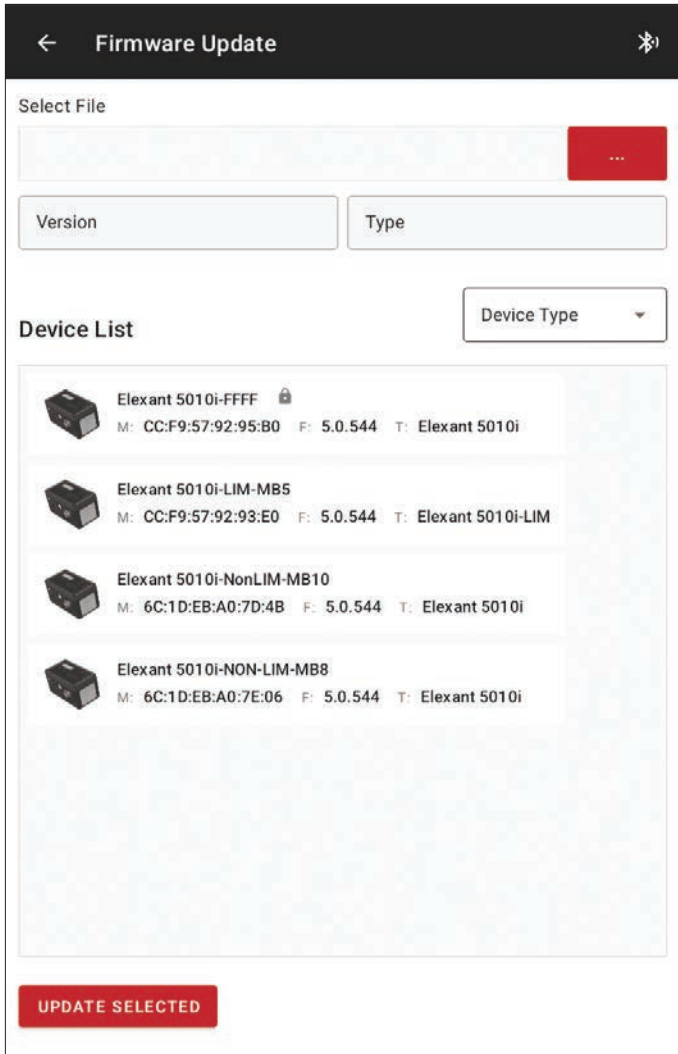 Firmware Update
Select File
...
Version
Type
Device List
Device Type
Elexant 5010i-FFFF
M: CC:F9:57:92:95:B0 F: 5.0.544 T: Elexant 5010i
Elexant 5010i-LIM-MB5
M: CC:F9:57:92:93:E0 F: 5.0.544 T: Elexant 5010i-LIM
Elexant 5010i-NonLIM-MB10
M: 6C:1D:EB:A0:7D:4B F: 5.0.544 T: Elexant 5010i
Elexant 5010i-NON-LIM-MB8
M: 6C:1D:EB:A0:7E:06 F: 5.0.544 T: Elexant 5010i
UPDATE SELECTED